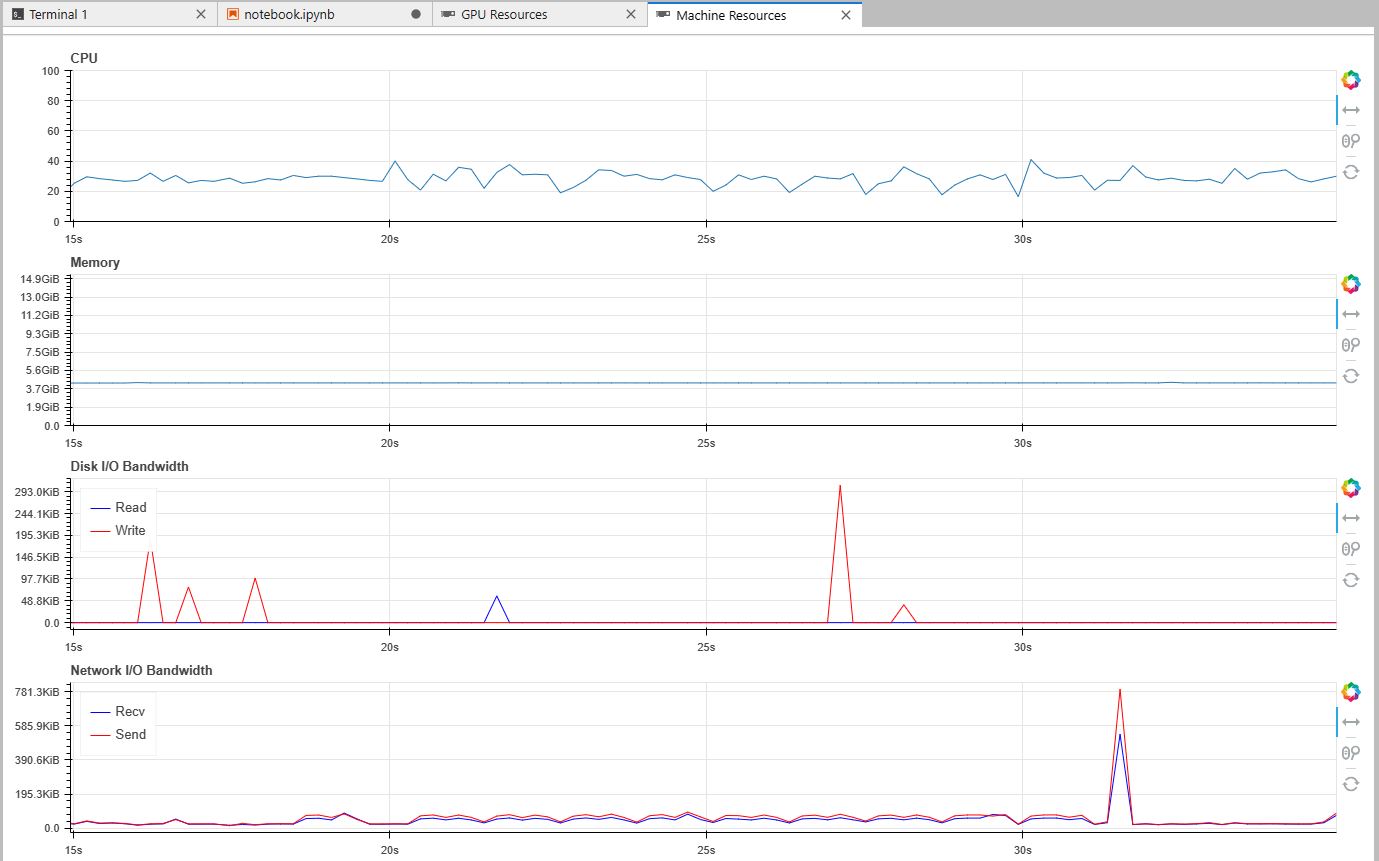 Terminal 1
notebook.ipynb
GPU Resources
Machine Resources
CPU
100
80
60
40
20
0
15s 20s 25s 30s
Memory
14.9GiB
13.0GiB
11.2GiB
9.3GiB
7.5GiB
5.6GiB
3.7GiB
1.9GiB
0.0
15s 20s 25s 30s
Disk I/O Bandwidth
293.0KiB
244.1KiB
195.3KiB
146.5KiB
97.7KiB
48.8KiB
0.0
Read
Write
15s 20s 25s 30s
Network I/O Bandwidth
781.3KiB
585.9KiB
390.6KiB
195.3KiB
0.0
Recv
Send
15s 20s 25s 30s